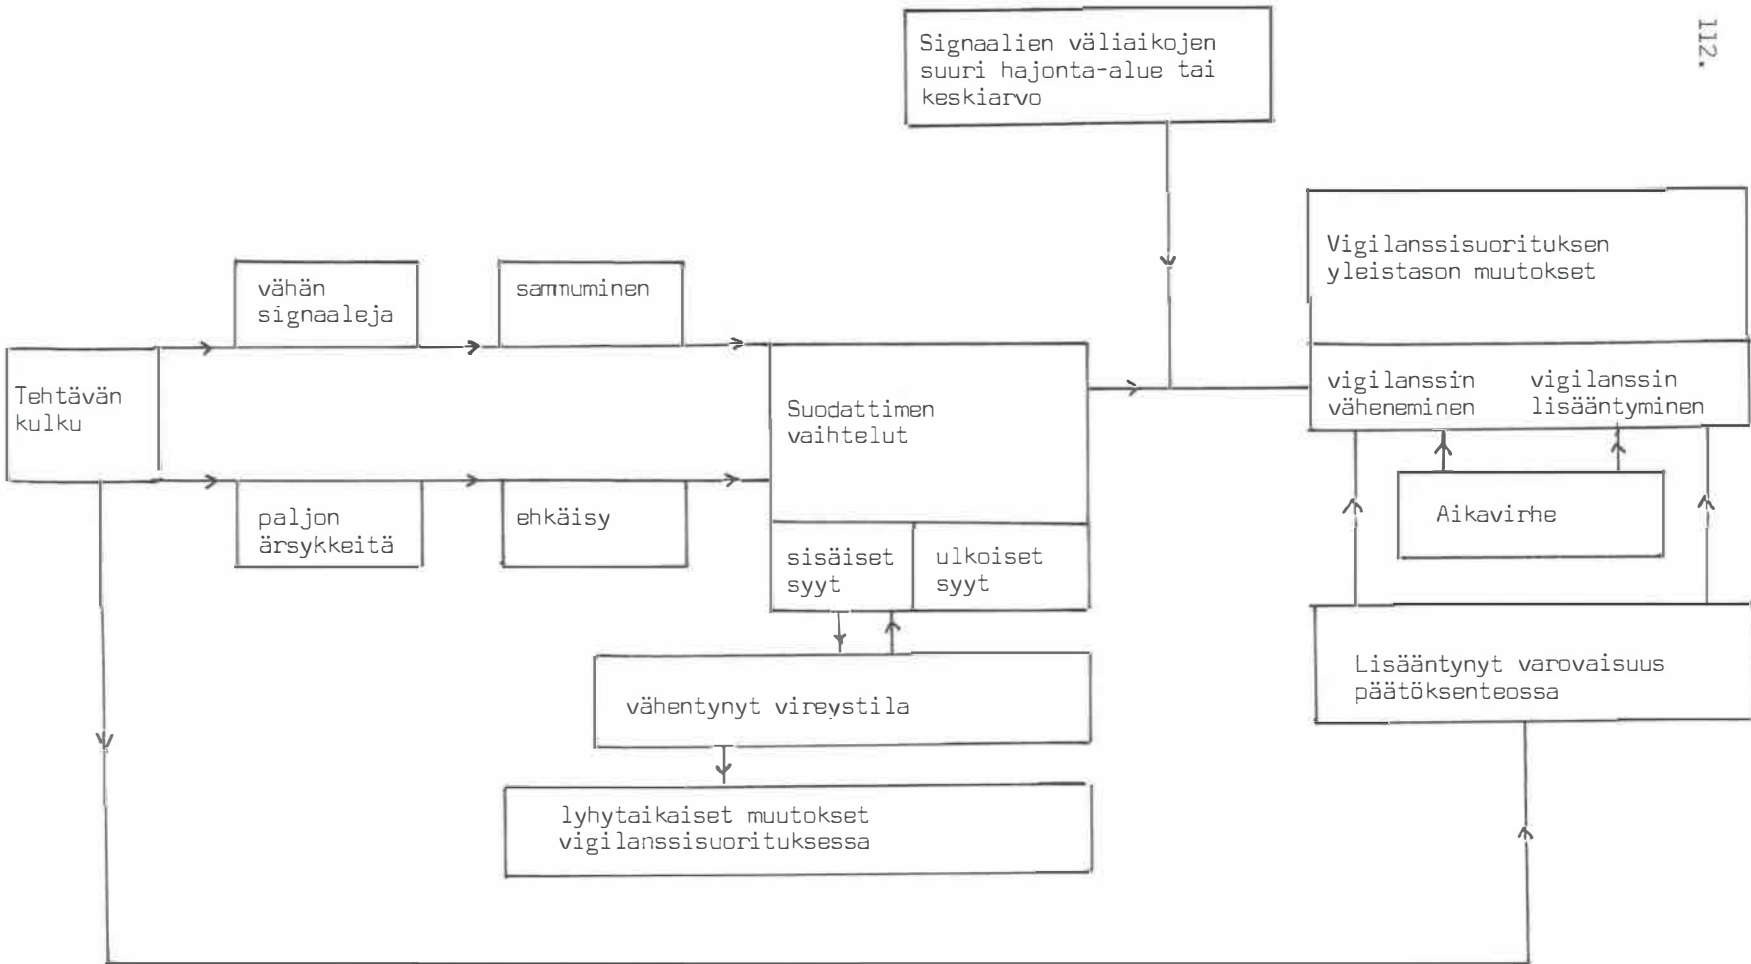 112.
Signaalien väliaikojen
suuri hajonta-alue tai
keskiarvo
Vigilanssisuorituksen
yleistason muutokset
vähän
signaaleja
sammuminen
Tehtävän
kulku
Suodattimen
vaihtelut
vigilanssin
väheneminen
vigilanssin
lisääntyminen
paljon
ärsykkeitä
ehkäisy
sisäiset
syyt
ulkoiset
syyt
Aikavirhe
vähentynyt vireystila
Lisääntynyt varovaisuus
päätöksenteossa
lyhytaikaiset muutokset
vigilanssisuorituksessa